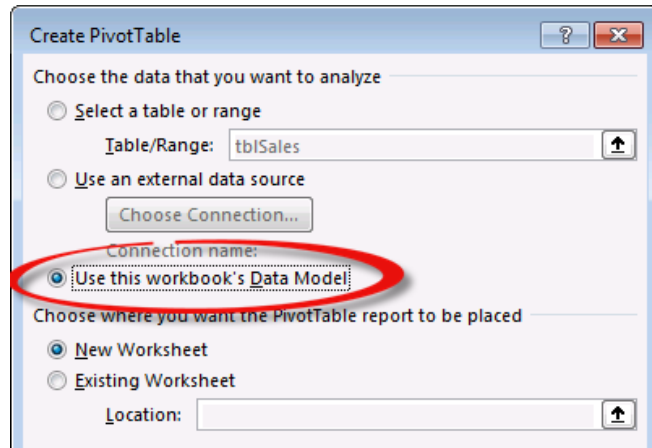 Create PivotTable
Choose the data that you want to analyze
Select a table or range
Table/Range: tblSales
Use an external data source
Choose Connection...
Connection name:
Use this workbook's Data Model
Choose where you want the PivotTable report to be placed
New Worksheet
Existing Worksheet
Location: